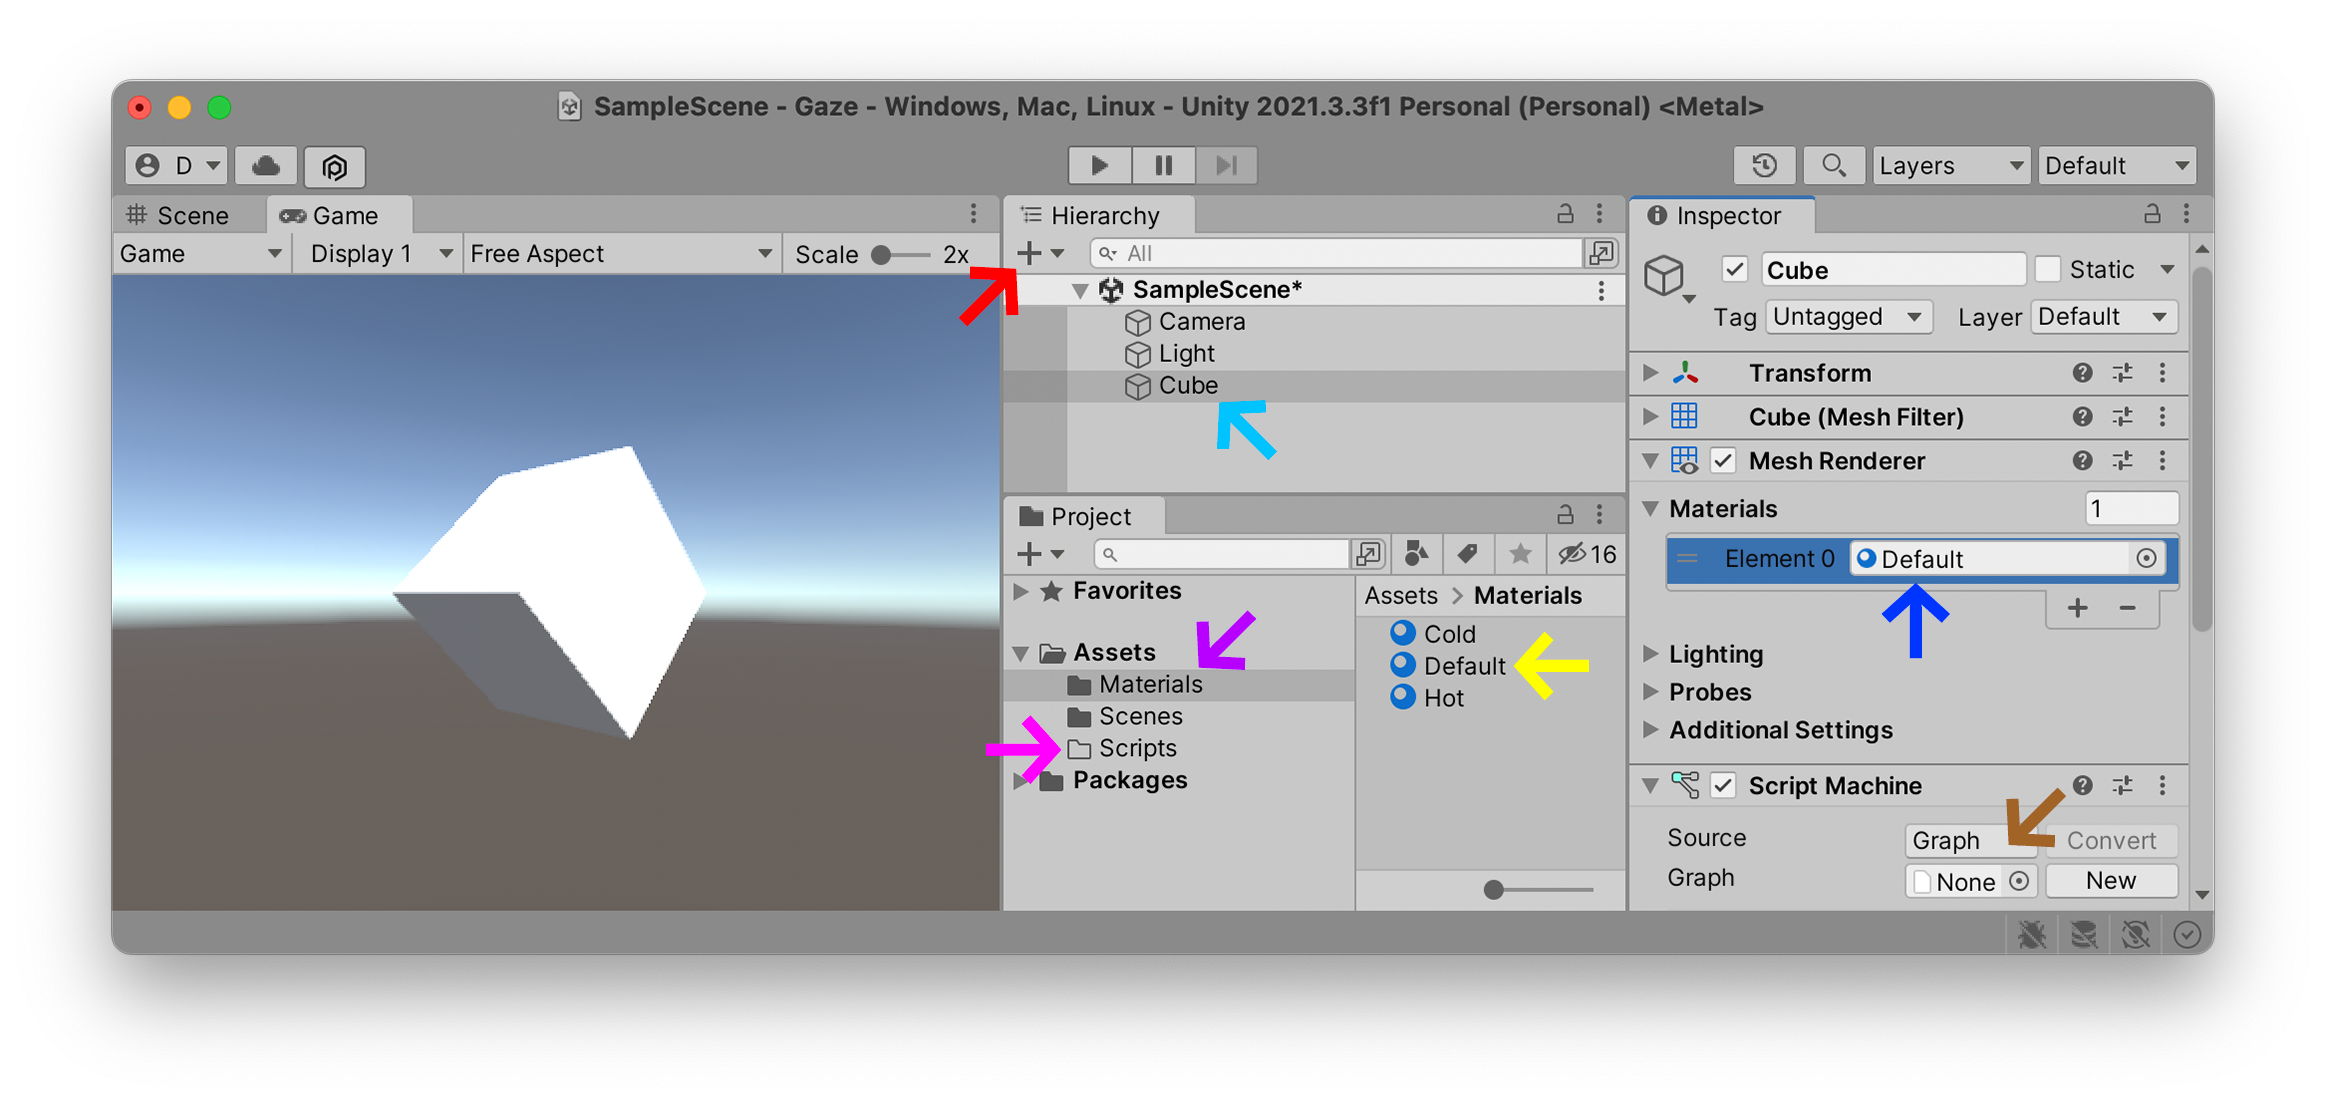 SampleScene - Gaze - Windows, Mac, Linux - Unity 2021.3.3f1 Personal (Personal) <Metal>
D
Layers
Default
Scene
Game
Game
Display 1
Free Aspect
Scale
2x
Hierarchy
All
SampleScene*
Camera
Light
Cube
Project
16
Favorites
Assets
Materials
Scenes
Scripts
Packages
Assets > Materials
Cold
Default
Hot
Inspector
Cube
Static
Tag Untagged
Layer Default
Transform
Cube (Mesh Filter)
Mesh Renderer
Materials
1
Element 0
Default
Lighting
Probes
Additional Settings
Script Machine
Source
Graph
Convert
Graph
None
New